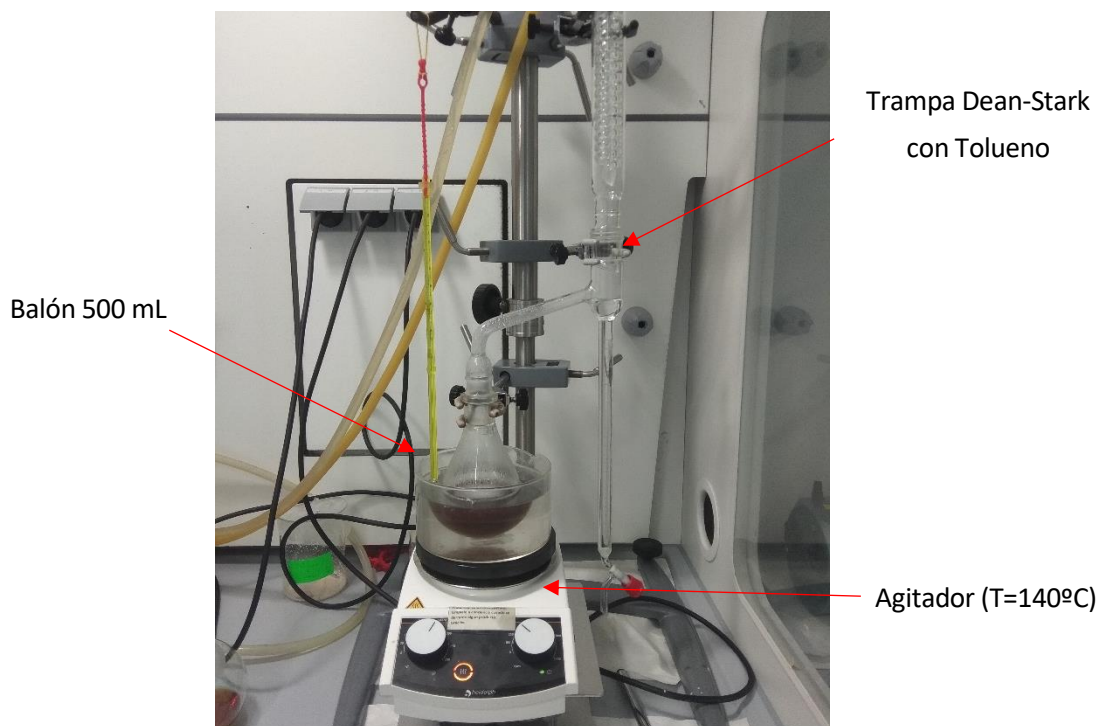 Trampa Dean-Stark
con Tolueno
Balón 500 mL
Agitador (T=140ºC)